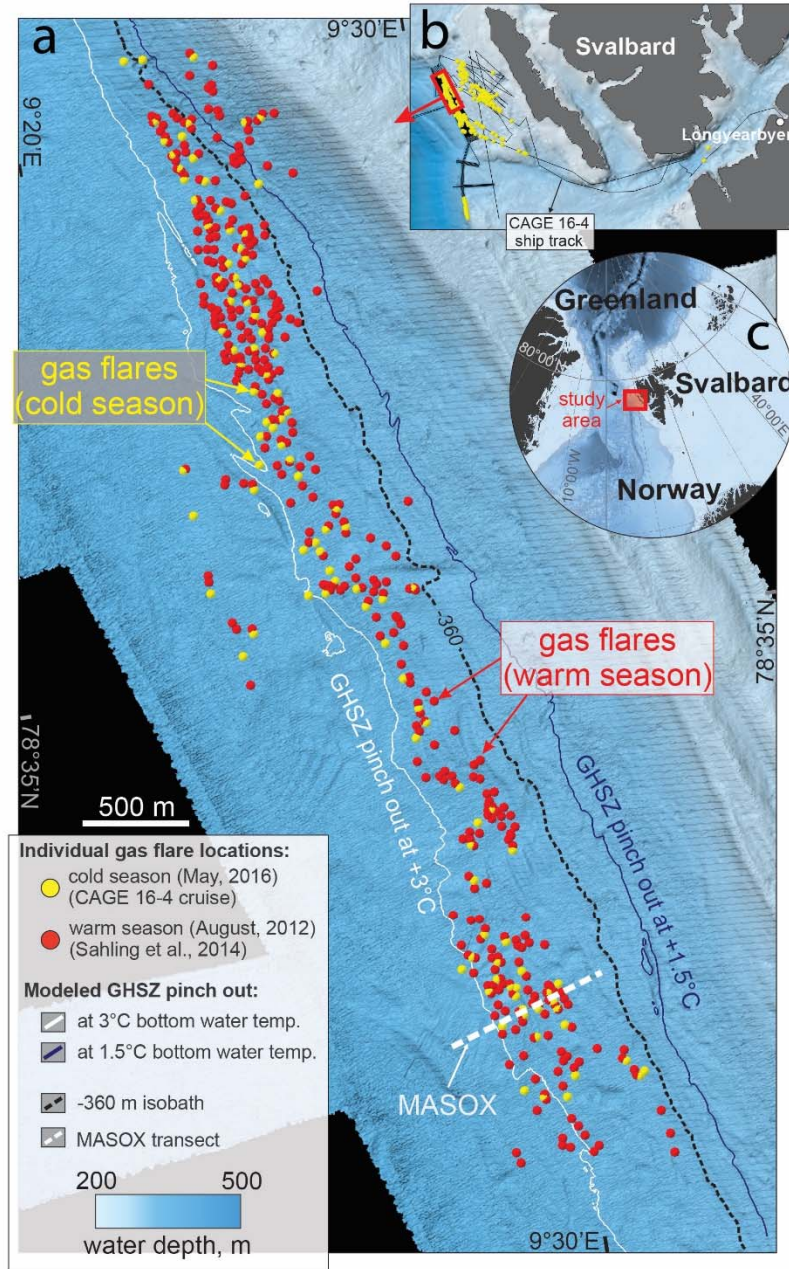 a
9°30'E
9°20'E
b
Svalbard
Longyearbyen
CAGE 16-4
ship track
c
Greenland
80°00'N
Svalbard
study
area
40°00'E
10°00'W
Norway
gas flares
(cold season)
-360
gas flares
(warm season)
78°35'N
GHSZ pinch out at +3°C
GHSZ pinch out at +1.5°C
78°35'N
500 m
MASOX
9°30'E
Individual gas flare locations:
cold season (May, 2016)
(CAGE 16-4 cruise)
warm season (August, 2012)
(Sahling et al., 2014)
Modeled GHSZ pinch out:
at 3°C bottom water temp.
at 1.5°C bottom water temp.
-360 m isobath
MASOX transect
200 500
water depth, m